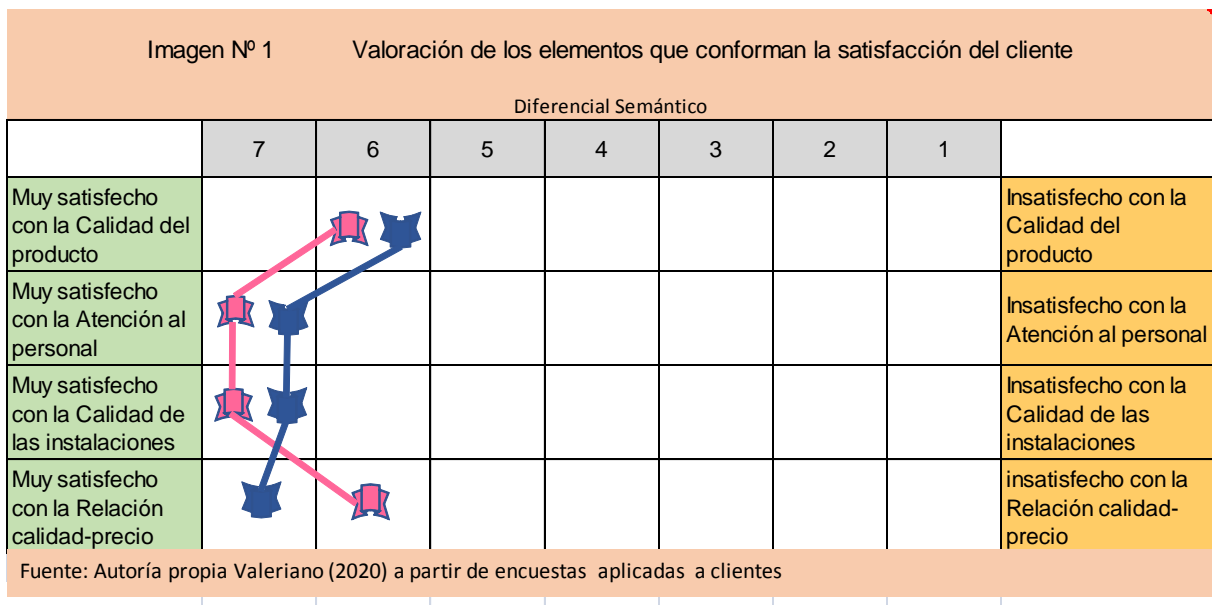 Imagen Nº 1 Valoración de los elementos que conforman la satisfacción del cliente
Diferencial Semántico
7 6 5 4 3 2 1
Muy satisfecho
con la Calidad del
producto
Insatisfecho con la
Calidad del
producto
Muy satisfecho
con la Atención al
personal
Insatisfecho con la
Atención al personal
Muy satisfecho
con la Calidad de
las instalaciones
Insatisfecho con la
Calidad de las
instalaciones
Muy satisfecho
con la Relación
calidad-precio
insatisfecho con la
Relación calidad-
precio
Fuente: Autoría propia Valeriano (2020) a partir de encuestas aplicadas a clientes